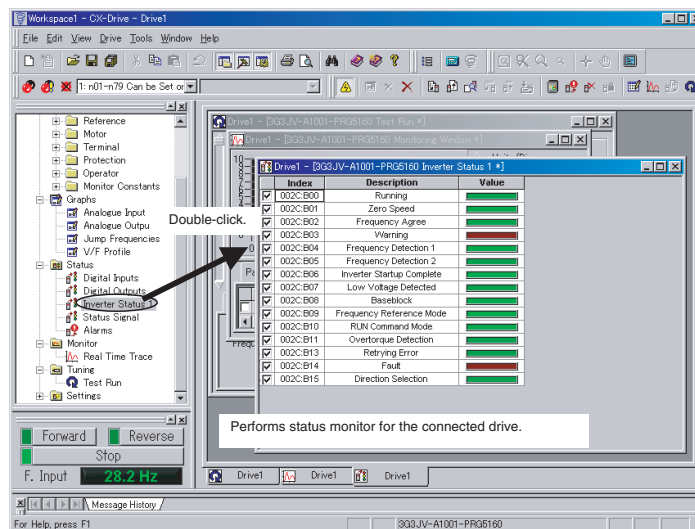 Workspace1 - CX-Drive - Drive1
File Edit View Drive Tools Window Help
1: n01-n79 Can be Set or
Reference
Motor
Terminal
Protection
Operator
Monitor Constants
Graphs
Analogue Input
Analogue Outpu
Jump Frequencies
V/F Profile
Status
Digital Inputs
Digital Outputs
Inverter Status 1
Status Signal
Alarms
Monitor
Real Time Trace
Tuning
Test Run
Settings
Double-click.
Drive1 - [3G3JV-A1001-PRG5160 Test Run *]
Drive1 - [3G3JV-A1001-PRG5160 Monitoring Window *]
Drive1 - [3G3JV-A1001-PRG5160 Inverter Status 1 *]
Index Description Value
002C:B00 Running
002C:B01 Zero Speed
002C:B02 Frequency Agree
002C:B03 Warning
002C:B04 Frequency Detection 1
002C:B05 Frequency Detection 2
002C:B06 Inverter Startup Complete
002C:B07 Low Voltage Detected
002C:B08 Baseblock
002C:B09 Frequency Reference Mode
002C:B10 RUN Command Mode
002C:B11 Overtorque Detection
002C:B13 Retrying Error
002C:B14 Fault
002C:B15 Direction Selection
Performs status monitor for the connected drive.
Forward Reverse
Stop
F. Input 28.2 Hz
Drive1 Drive1 Drive1
Message History
For Help, press F1
3G3JV-A1001-PRG5160